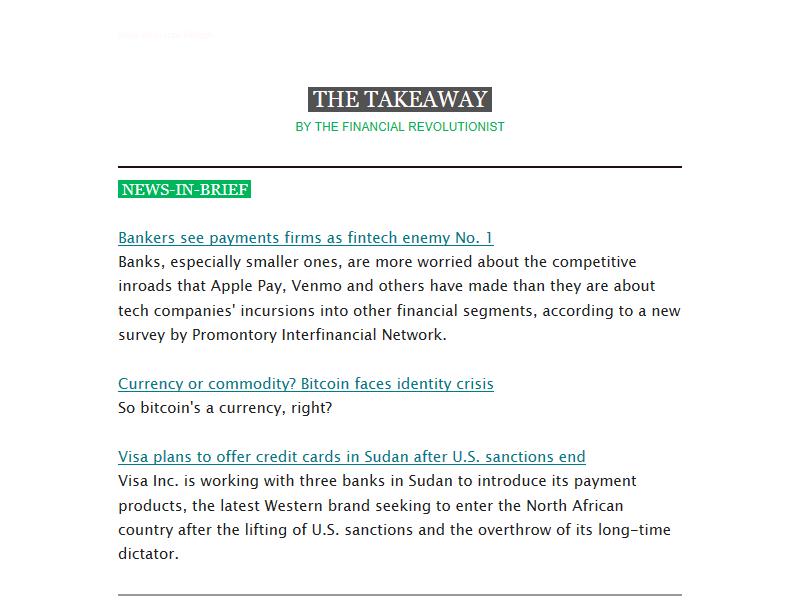 THE TAKEAWAY
BY THE FINANCIAL REVOLUTIONIST
NEWS-IN-BRIEF
Bankers see payments firms as fintech enemy No. 1
Banks, especially smaller ones, are more worried about the competitive
inroads that Apple Pay, Venmo and others have made than they are about
tech companies' incursions into other financial segments, according to a new
survey by Promontory Interfinancial Network.
Currency or commodity? Bitcoin faces identity crisis
So bitcoin's a currency, right?
Visa plans to offer credit cards in Sudan after U.S. sanctions end
Visa Inc. is working with three banks in Sudan to introduce its payment
products, the latest Western brand seeking to enter the North African
country after the lifting of U.S. sanctions and the overthrow of its long-time
dictator.